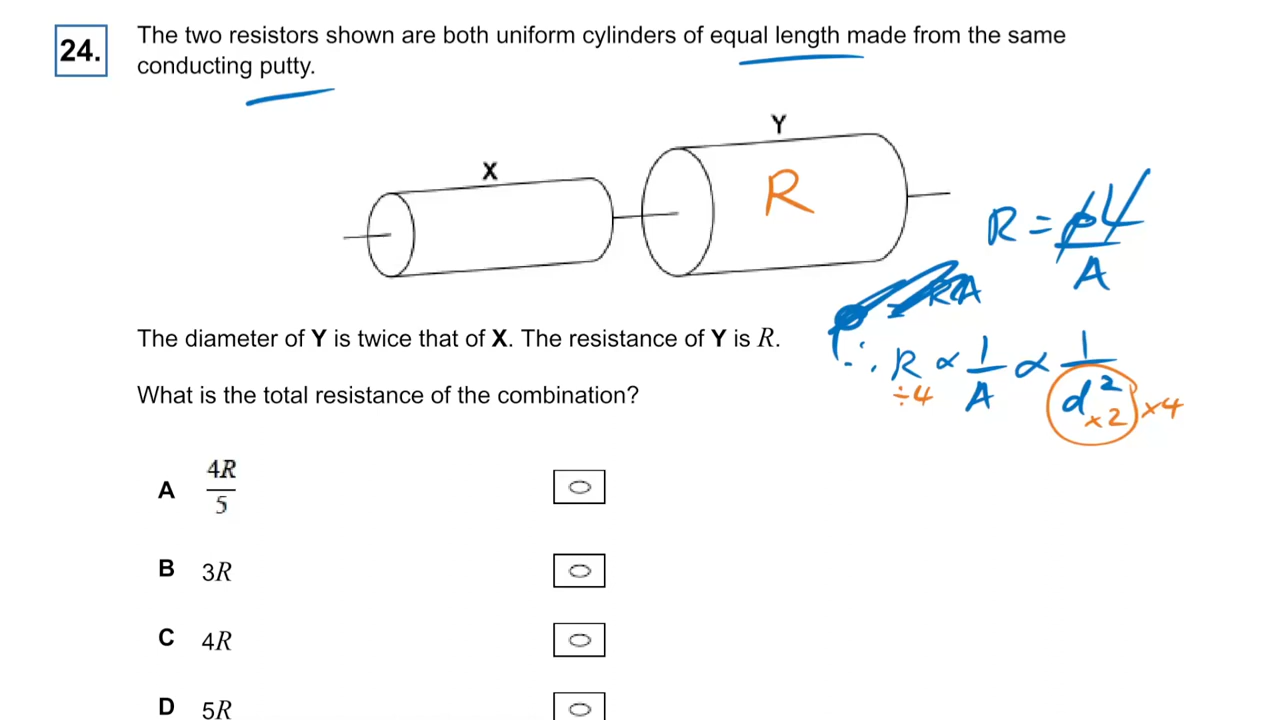 24.
The two resistors shown are both uniform cylinders of equal length made from the same
conducting putty.
X
Y
R
R = ρL
A
RA
∴ R ∝ 1/A ∝ 1/d²
÷4
×2
×4
The diameter of Y is twice that of X. The resistance of Y is R.
What is the total resistance of the combination?
A 4R/5
B 3R
C 4R
D 5R